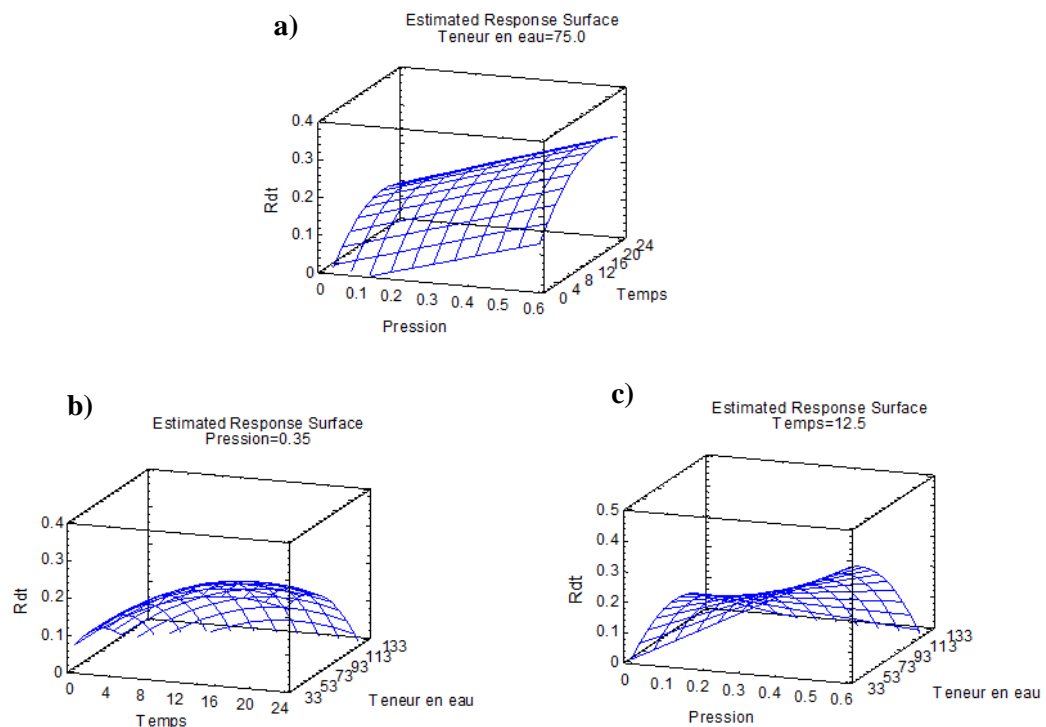 a)
Estimated Response Surface
Teneur en eau=75.0
0.4
0.3
0.2
0.1
0
Rdt
0 0.1 0.2 0.3 0.4 0.5 0.6
Pression
0 4 8 12 16 20 24
Temps
b)
Estimated Response Surface
Pression=0.35
0.4
0.3
0.2
0.1
0
Rdt
0 4 8 12 16 20 24
Temps
33 53 73 93 113 133
Teneur en eau
c)
Estimated Response Surface
Temps=12.5
0.5
0.4
0.3
0.2
0.1
0
Rdt
0 0.1 0.2 0.3 0.4 0.5 0.6
Pression
33 53 73 93 113 133
Teneur en eau